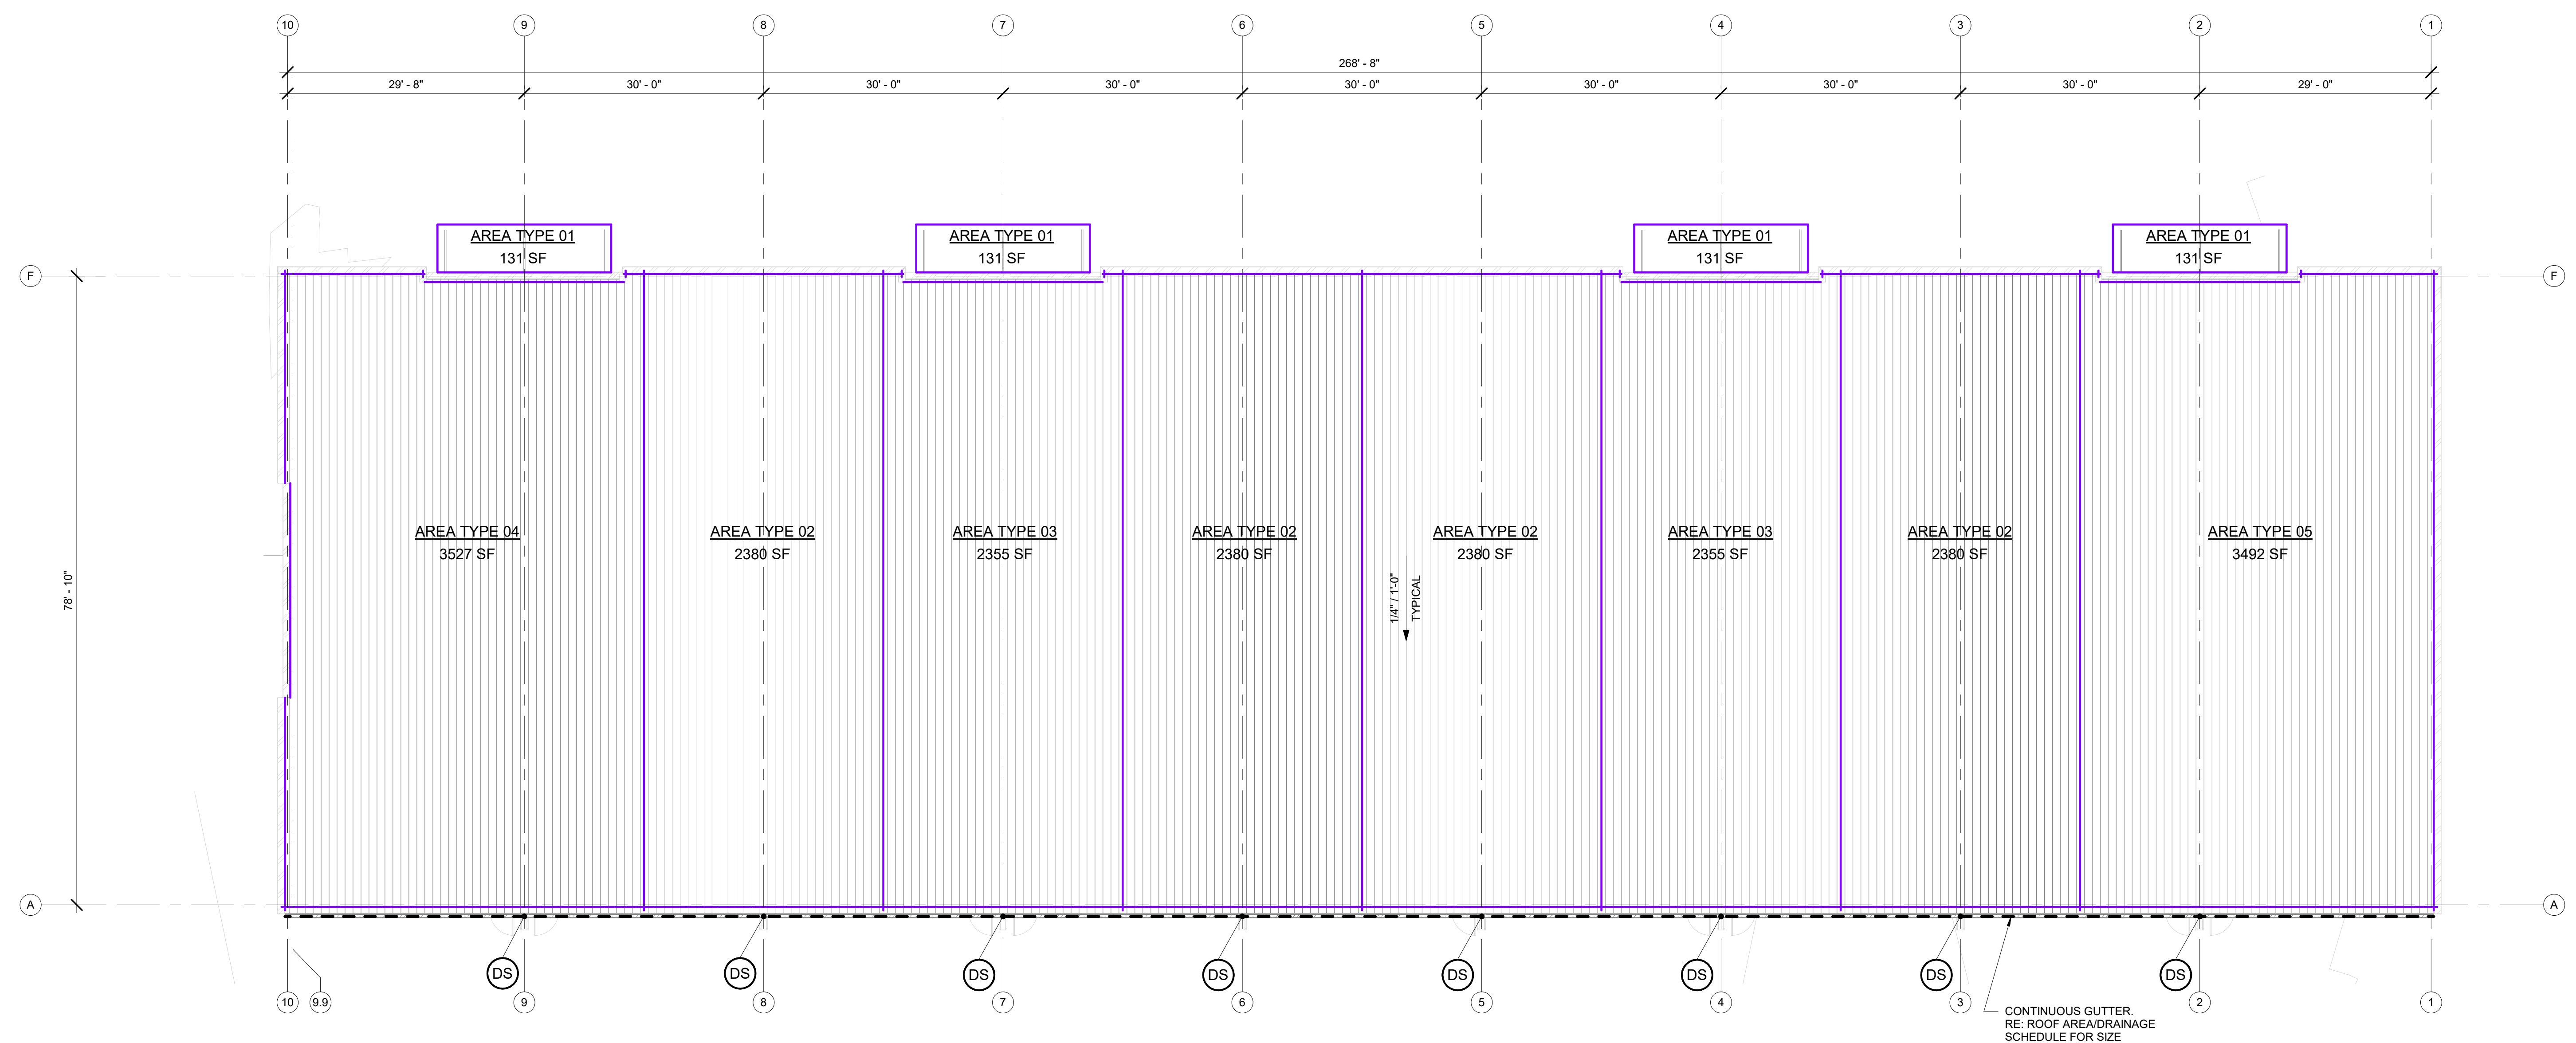 10
9
8
7
6
5
4
3
2
1
268' - 8"
29' - 8"
30' - 0"
30' - 0"
30' - 0"
30' - 0"
30' - 0"
30' - 0"
30' - 0"
29' - 0"
AREA TYPE 01
131 SF
AREA TYPE 01
131 SF
AREA TYPE 01
131 SF
AREA TYPE 01
131 SF
F
F
78' - 10"
AREA TYPE 04
3527 SF
AREA TYPE 02
2380 SF
AREA TYPE 03
2355 SF
AREA TYPE 02
2380 SF
AREA TYPE 02
2380 SF
AREA TYPE 03
2355 SF
AREA TYPE 02
2380 SF
AREA TYPE 05
3492 SF
1/4" / 1'-0"
TYPICAL
A
A
DS
DS
DS
DS
DS
DS
DS
DS
10
9.9
9
8
7
6
5
4
3
2
1
CONTINUOUS GUTTER.
RE: ROOF AREA/DRAINAGE
SCHEDULE FOR SIZE